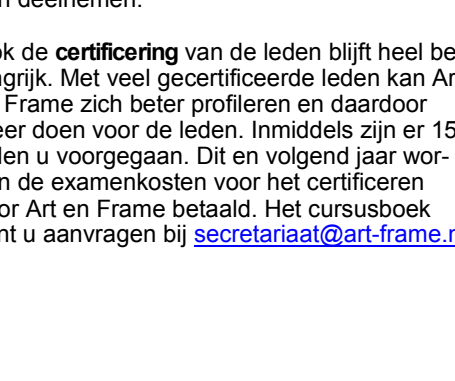 n deelnemen.
ok de certificering van de leden blijft heel be
ngrijk. Met veel gecertificeerde leden kan Ar
Frame zich beter profileren en daardoor
eer doen voor de leden. Inmiddels zijn er 15
den u voorgegaan. Dit en volgend jaar wor-
n de examenkosten voor het certificeren
or Art en Frame betaald. Het cursusboek
nt u aanvragen bij secretariaat@art-frame.n